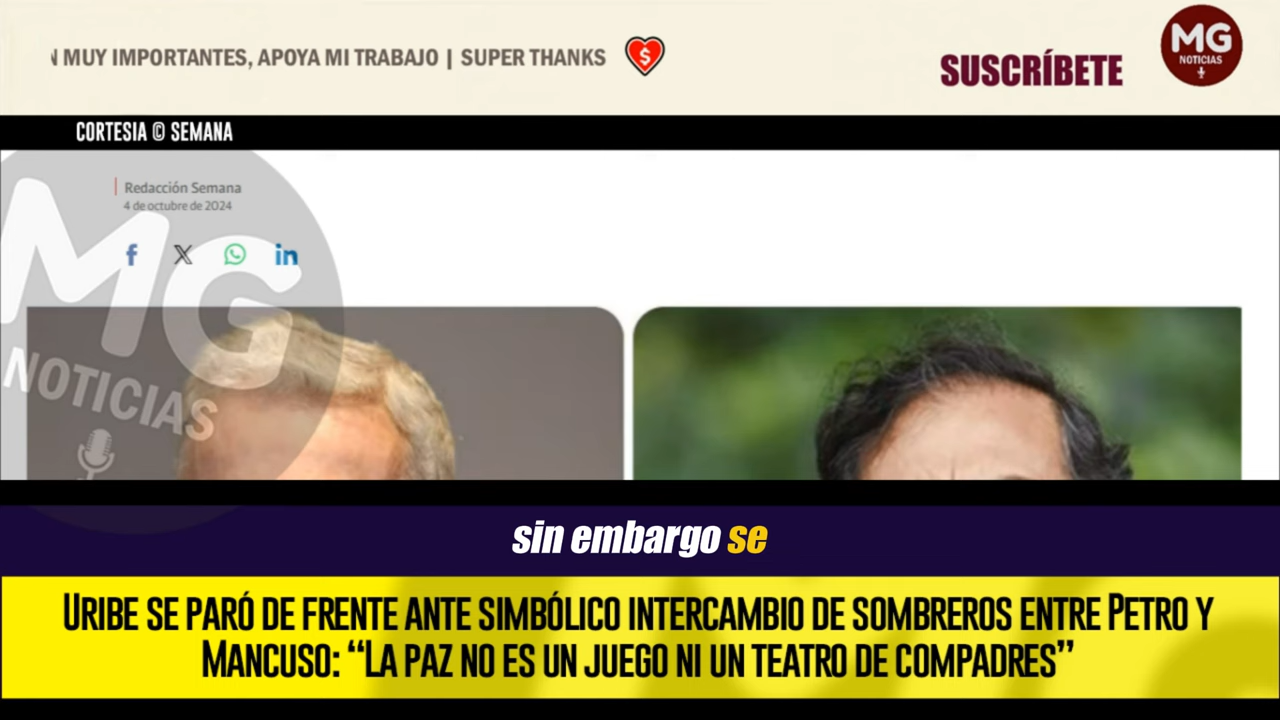 MUY IMPORTANTES, APOYA MI TRABAJO | SUPER THANKS
$
SUSCRÍBETE
MG
NOTICIAS
CORTESIA © SEMANA
Redacción Semana
4 de octubre de 2024
f X in
MG
NOTICIAS
sin embargo se
URIBE SE PARÓ DE FRENTE ANTE SIMBÓLICO INTERCAMBIO DE SOMBREROS ENTRE PETRO Y
MANCUSO: “LA PAZ NO ES UN JUEGO NI UN TEATRO DE COMPADRES”